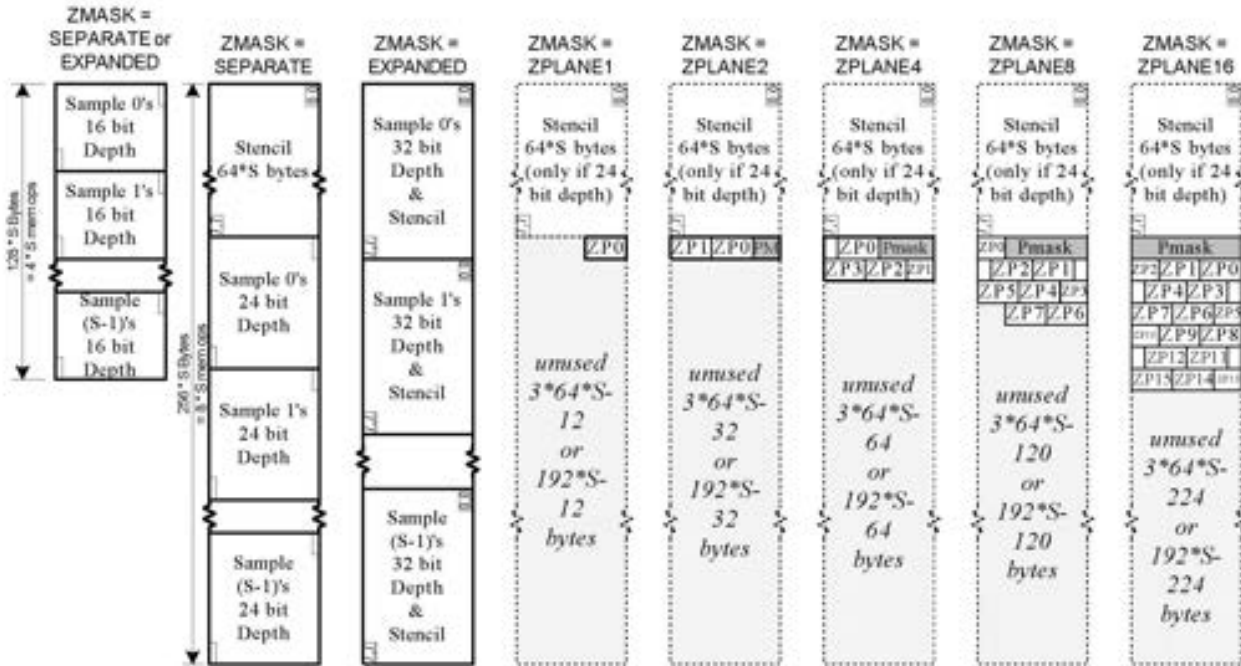 ZMASK =
SEPARATE or
EXPANDED
Sample 0's
16 bit
Depth
Sample 1's
16 bit
Depth
Sample
(S-1)'s
16 bit
Depth
128 * S Bytes
= 4 * S mem ops
ZMASK =
SEPARATE
Stencil
64*S bytes
Sample 0's
24 bit
Depth
Sample 1's
24 bit
Depth
Sample
(S-1)'s
24 bit
Depth
256 * S Bytes
= 8 * S mem ops
ZMASK =
EXPANDED
Sample 0's
32 bit
Depth
&
Stencil
Sample 1's
32 bit
Depth
&
Stencil
Sample
(S-1)'s
32 bit
Depth
&
Stencil
ZMASK =
ZPLANE1
Stencil
64*S bytes
(only if 24
bit depth)
ZP0
unused
3*64*S-
12
or
192*S-
12
bytes
ZMASK =
ZPLANE2
Stencil
64*S bytes
(only if 24
bit depth)
ZP1 ZP0 PM
unused
3*64*S-
32
or
192*S-
32
bytes
ZMASK =
ZPLANE4
Stencil
64*S bytes
(only if 24
bit depth)
ZP0 Pmask
ZP3 ZP2 ZP1
unused
3*64*S-
64
or
192*S-
64
bytes
ZMASK =
ZPLANE8
Stencil
64*S bytes
(only if 24
bit depth)
ZP0 Pmask
ZP2 ZP1
ZP5 ZP4 ZP3
ZP7 ZP6
unused
3*64*S-
120
or
192*S-
120
bytes
ZMASK =
ZPLANE16
Stencil
64*S bytes
(only if 24
bit depth)
Pmask
ZP2 ZP1 ZP0
ZP4 ZP3
ZP7 ZP6 ZP5
ZP9 ZP8
ZP12 ZP11
ZP15 ZP14
unused
3*64*S-
224
or
192*S-
224
bytes